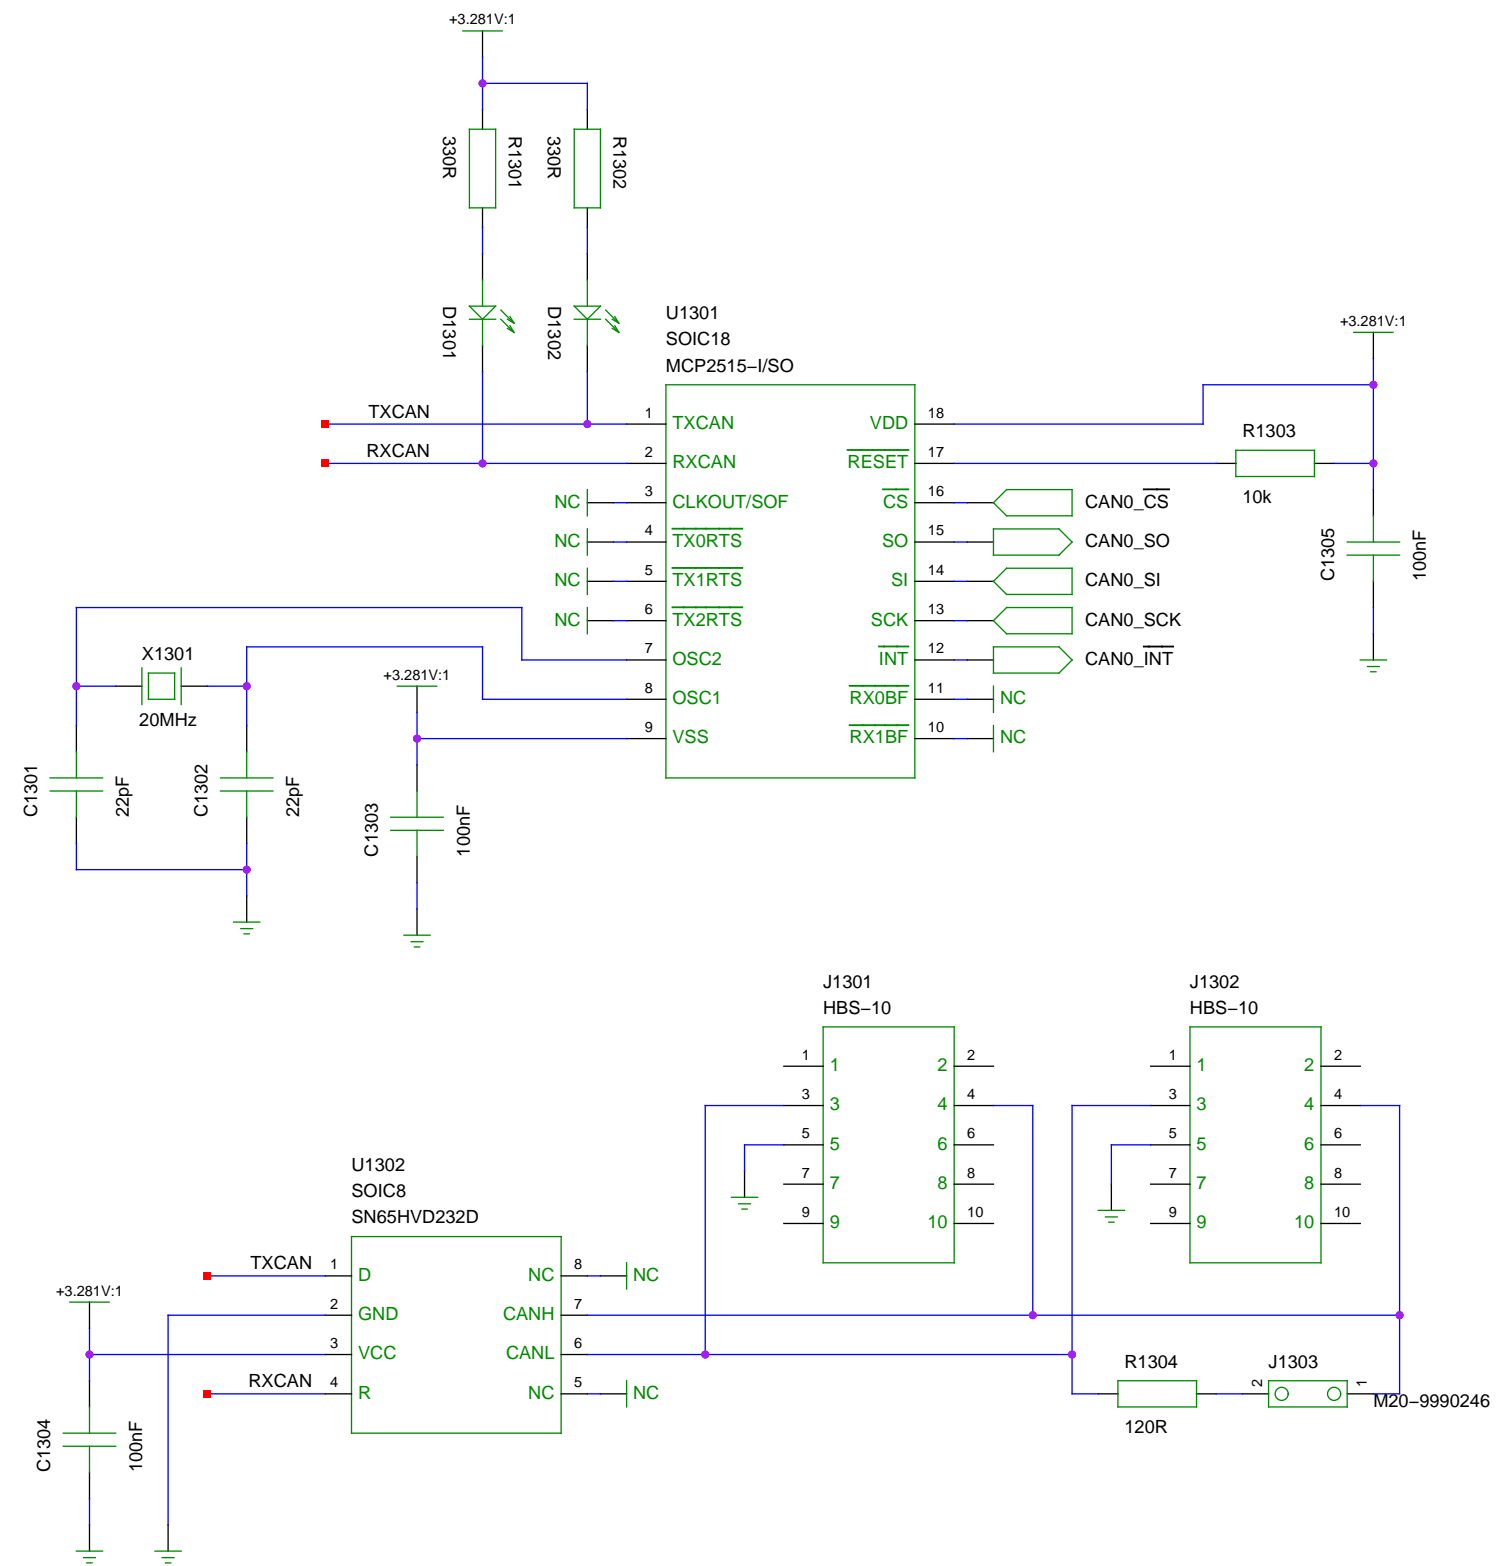 +3.281V:1
330R
R1301
330R
R1302
D1301
D1302
U1301
SOIC18
MCP2515–I/SO
+3.281V:1
TXCAN
RXCAN
1 TXCAN
2 RXCAN
NC 3 CLKOUT/SOF
NC 4 TX0RTS
NC 5 TX1RTS
NC 6 TX2RTS
7 OSC2
8 OSC1
9 VSS
VDD 18
RESET 17
CS 16 CAN0_CS
SO 15 CAN0_SO
SI 14 CAN0_SI
SCK 13 CAN0_SCK
INT 12 CAN0_INT
RX0BF 11 NC
RX1BF 10 NC
R1303
10k
C1305
100nF
X1301
20MHz
C1301
22pF
C1302
22pF
+3.281V:1
C1303
100nF
J1301
HBS–10
1 1 2 2
3 3 4 4
5 5 6 6
7 7 8 8
9 9 10 10
J1302
HBS–10
1 1 2 2
3 3 4 4
5 5 6 6
7 7 8 8
9 9 10 10
U1302
SOIC8
SN65HVD232D
TXCAN 1 D
2 GND
3 VCC
RXCAN 4 R
NC 8 NC
CANH 7
CANL 6
NC 5 NC
+3.281V:1
C1304
100nF
R1304
120R
J1303
2 1
M20–9990246